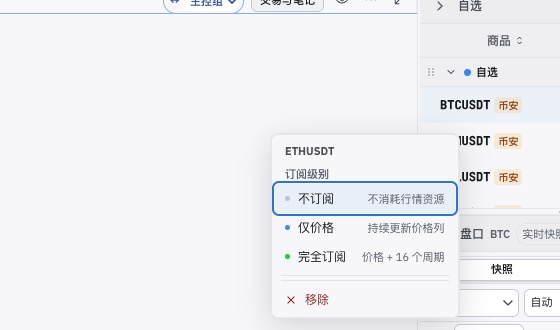 主控组
交易与笔记
自选
商品
自选
BTCUSDT 币安
USDT 币安
USDT 币安
ETHUSDT
订阅级别
不订阅 不消耗行情资源
仅价格 持续更新价格列
完全订阅 价格 + 16 个周期
移除
盘口 BTC 实时快照
快照
自动